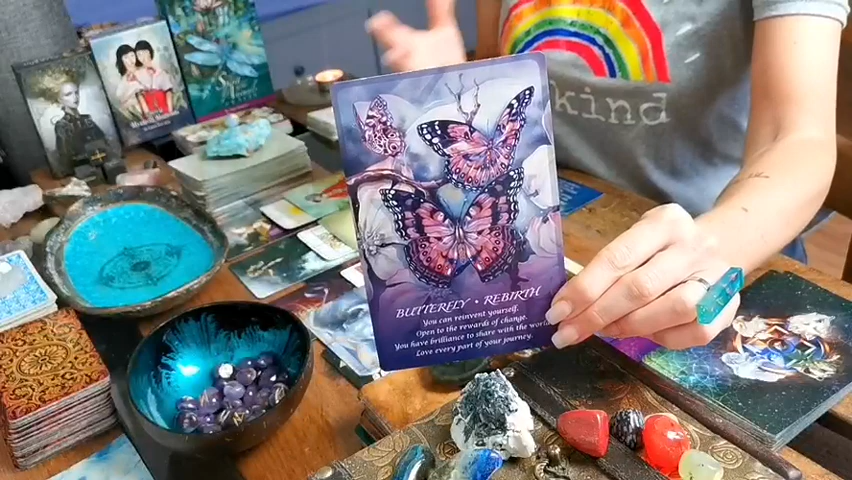 kind
BUTTERFLY • REBIRTH
You can reinvent yourself.
Open to the rewards of change.
You have brilliance to share with the world.
Loving every part of your journey.